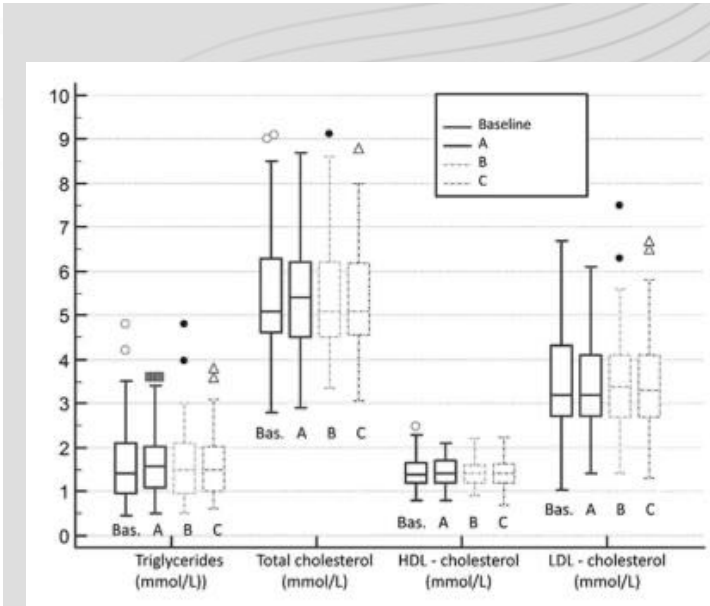 10
9
8
7
6
5
4
3
2
1
0
Baseline
A
B
C
Bas. A B C
Bas. A B C
Bas. A B C
Bas. A B C
Triglycerides
(mmol/L))
Total cholesterol
(mmol/L)
HDL - cholesterol
(mmol/L)
LDL - cholesterol
(mmol/L)